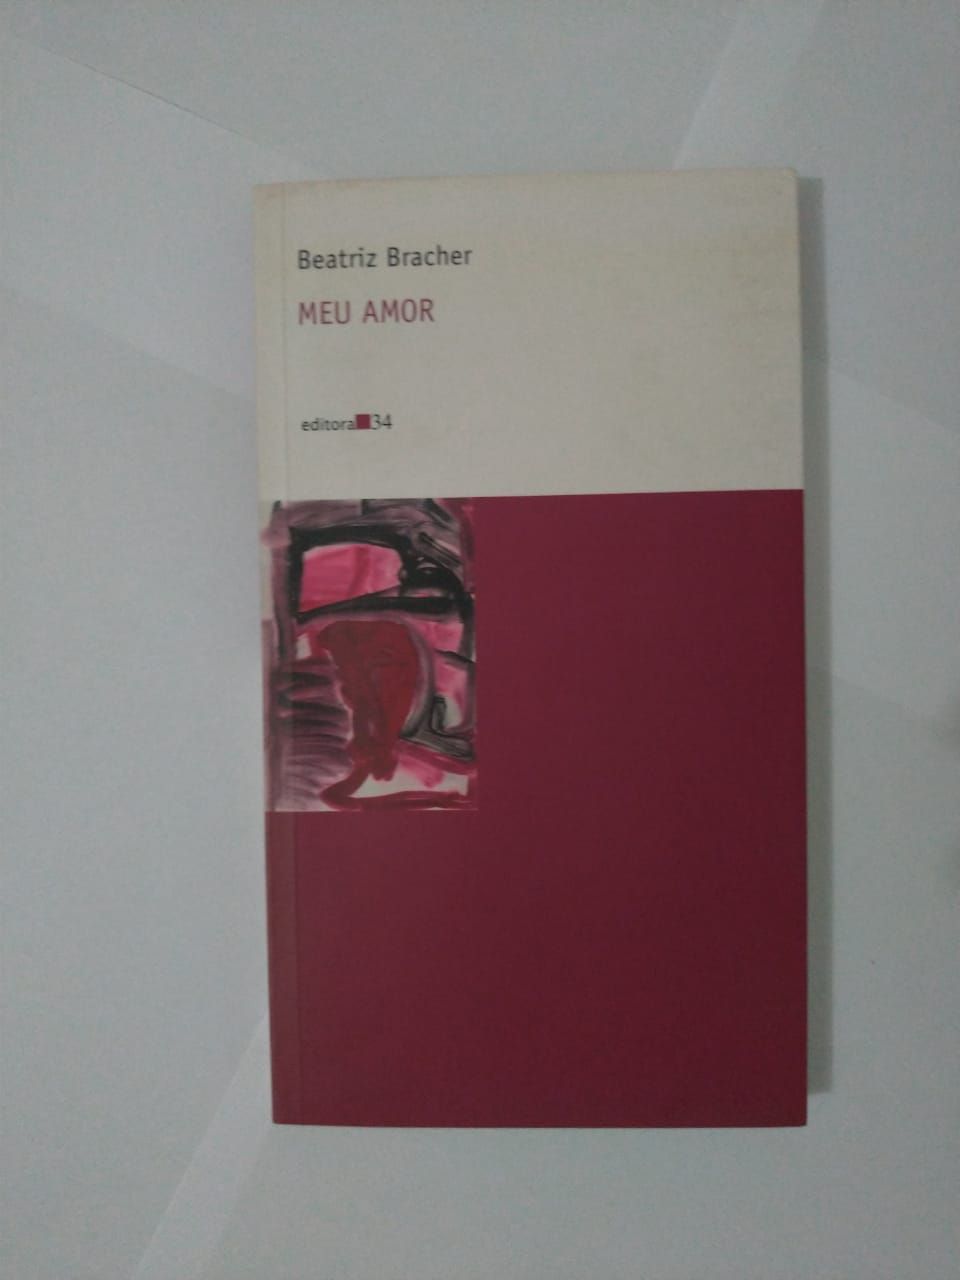 Beatriz Bracher
MEU AMOR
editora 34